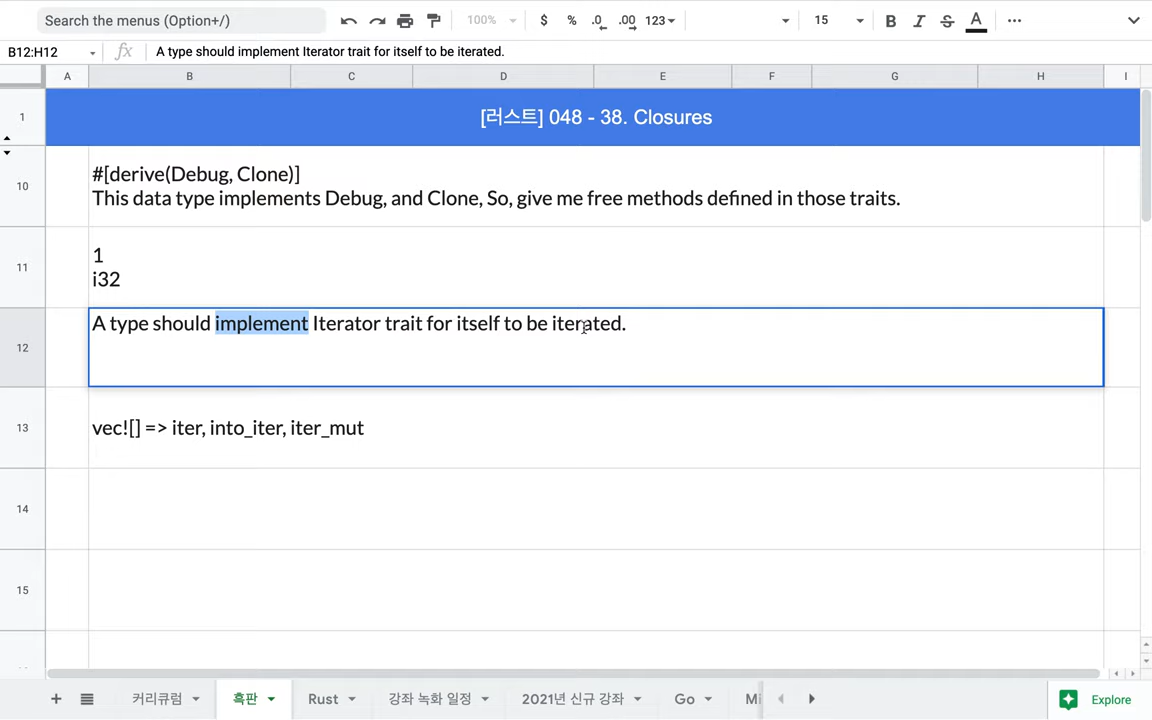 Search the menus (Option+/)
100%
$ % .0 .00 123
15
B I S A
B12:H12 fx A type should implement Iterator trait for itself to be iterated.
A B C D E F G H I
1 [러스트] 048 - 38. Closures
10
#[derive(Debug, Clone)]
This data type implements Debug, and Clone, So, give me free methods defined in those traits.
11
1
i32
12
A type should implement Iterator trait for itself to be iterated.
13
vec![] => iter, into_iter, iter_mut
14
15
커리큐럼 흑판 Rust 강좌 녹화 일정 2021년 신규 강좌 Go Mi Explore